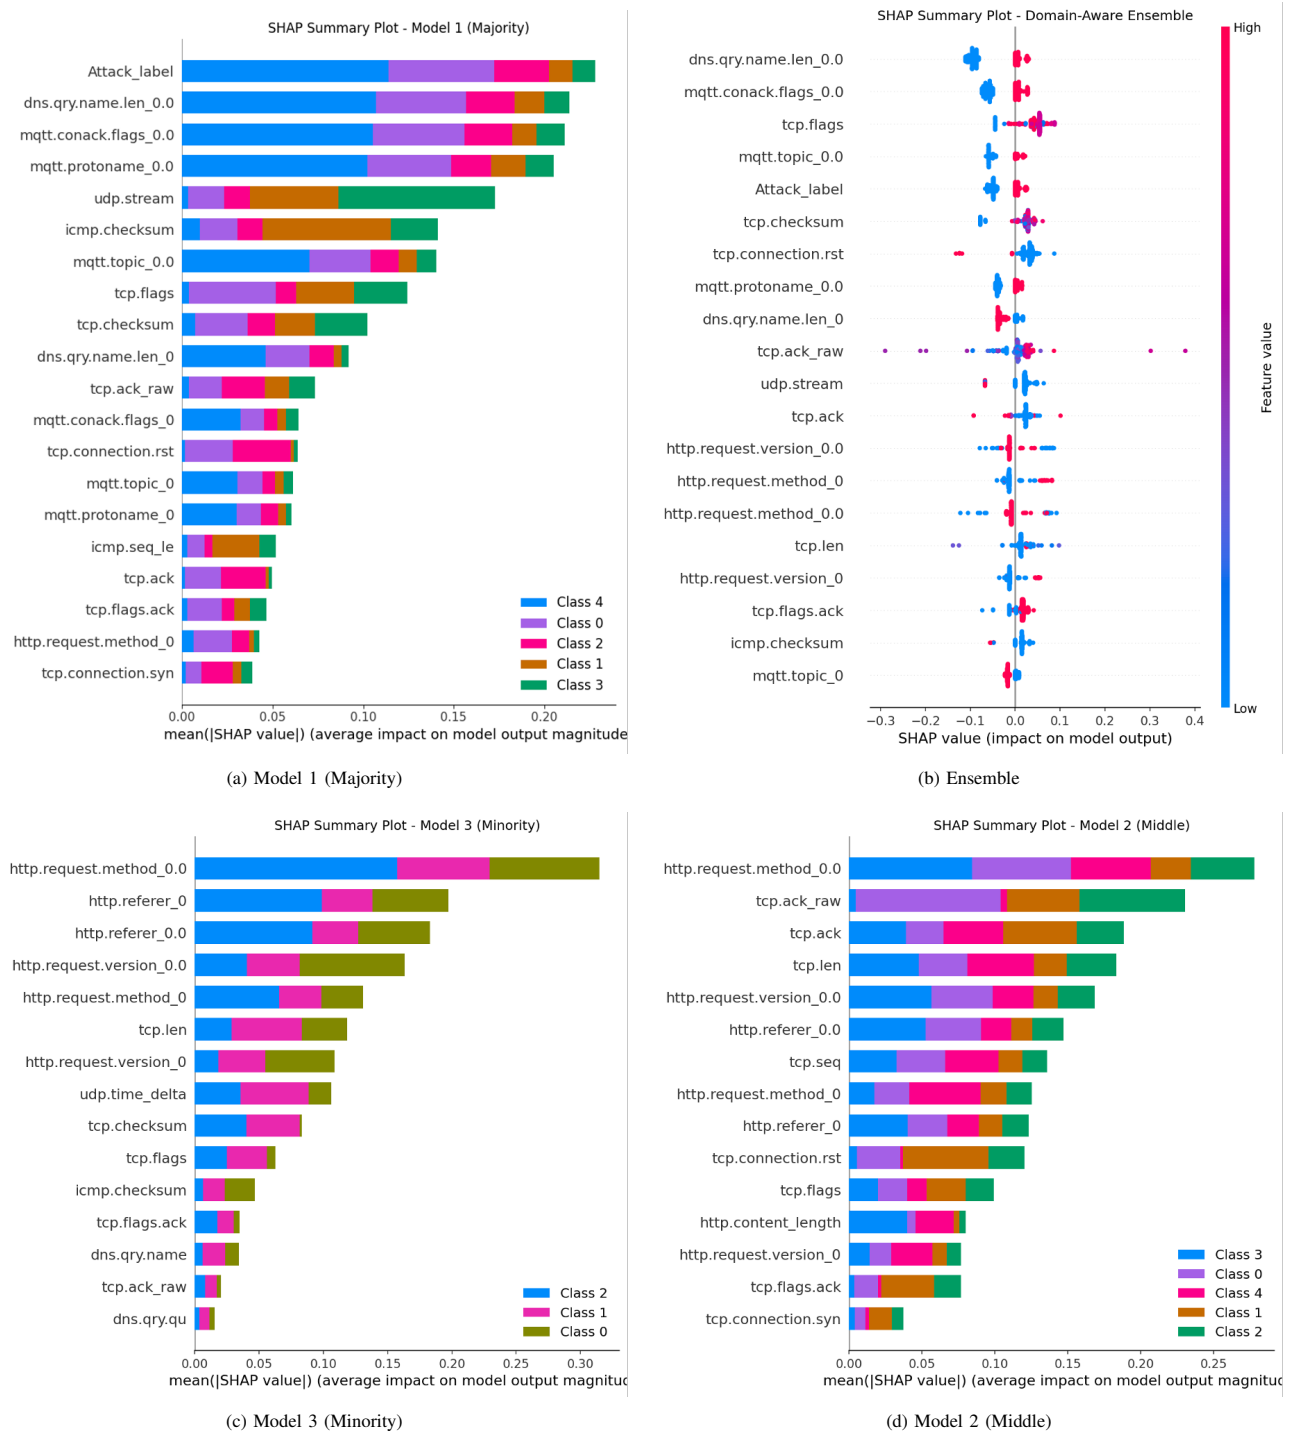 SHAP Summary Plot - Model 1 (Majority)
Attack_label
dns.qry.name.len_0.0
mqtt.conack.flags_0.0
mqtt.protoname_0.0
udp.stream
icmp.checksum
mqtt.topic_0.0
tcp.flags
tcp.checksum
dns.qry.name.len_0
tcp.ack_raw
mqtt.conack.flags_0
tcp.connection.rst
mqtt.topic_0
mqtt.protoname_0
icmp.seq_le
tcp.ack
tcp.flags.ack
http.request.method_0
tcp.connection.syn
Class 4
Class 0
Class 2
Class 1
Class 3
0.00 0.05 0.10 0.15 0.20
mean(|SHAP value|) (average impact on model output magnitude
(a) Model 1 (Majority)
SHAP Summary Plot - Domain-Aware Ensemble
dns.qry.name.len_0.0
mqtt.conack.flags_0.0
tcp.flags
mqtt.topic_0.0
Attack_label
tcp.checksum
tcp.connection.rst
mqtt.protoname_0.0
dns.qry.name.len_0
tcp.ack_raw
udp.stream
tcp.ack
http.request.version_0.0
http.request.method_0
http.request.method_0.0
tcp.len
http.request.version_0
tcp.flags.ack
icmp.checksum
mqtt.topic_0
−0.3 −0.2 −0.1 0.0 0.1 0.2 0.3 0.4
SHAP value (impact on model output)
High
Feature value
Low
(b) Ensemble
SHAP Summary Plot - Model 3 (Minority)
http.request.method_0.0
http.referer_0
http.referer_0.0
http.request.version_0.0
http.request.method_0
tcp.len
http.request.version_0
udp.time_delta
tcp.checksum
tcp.flags
icmp.checksum
tcp.flags.ack
dns.qry.name
tcp.ack_raw
dns.qry.qu
Class 2
Class 1
Class 0
0.00 0.05 0.10 0.15 0.20 0.25 0.30
mean(|SHAP value|) (average impact on model output magnitud
(c) Model 3 (Minority)
SHAP Summary Plot - Model 2 (Middle)
http.request.method_0.0
tcp.ack_raw
tcp.ack
tcp.len
http.request.version_0.0
http.referer_0.0
tcp.seq
http.request.method_0
http.referer_0
tcp.connection.rst
tcp.flags
http.content_length
http.request.version_0
tcp.flags.ack
tcp.connection.syn
Class 3
Class 0
Class 4
Class 1
Class 2
0.00 0.05 0.10 0.15 0.20 0.25
mean(|SHAP value|) (average impact on model output magnitud
(d) Model 2 (Middle)